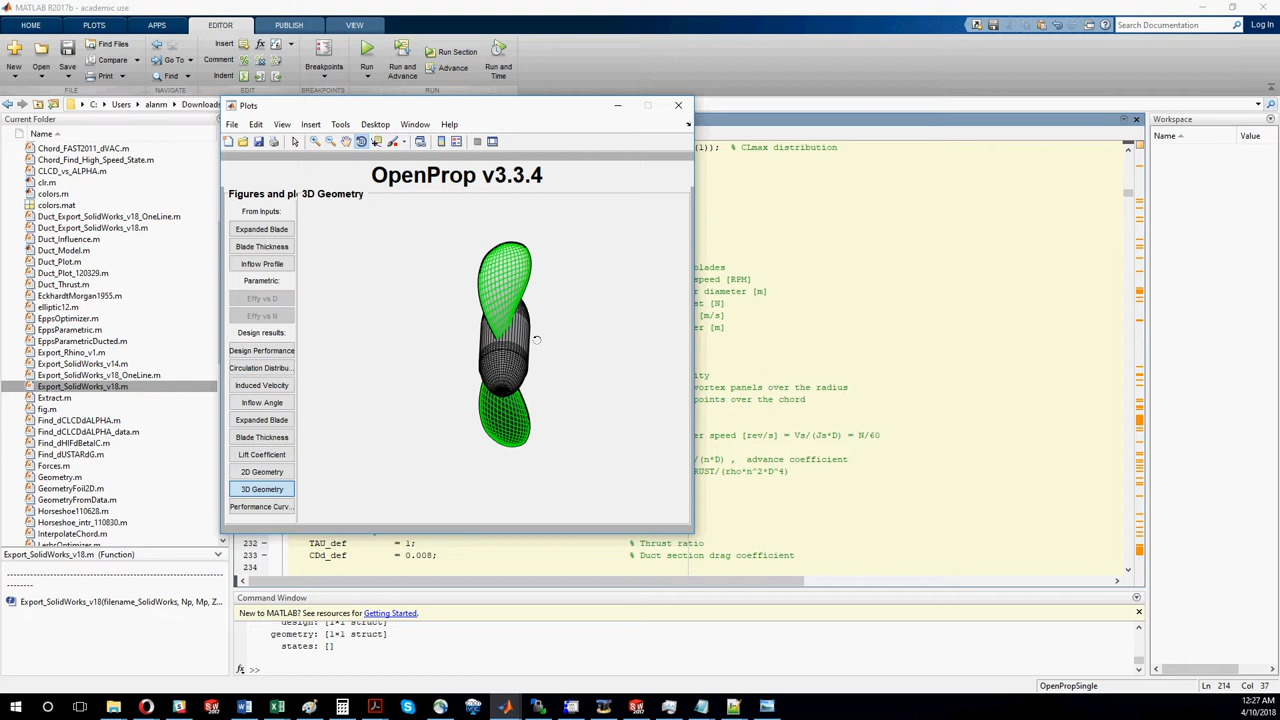 MATLAB R2017b - academic use
HOME PLOTS APPS EDITOR PUBLISH VIEW
Search Documentation
Log In
New Open Save
Find Files
Compare
Print
Go To
Find
Insert
Comment
Indent
Breakpoints
Run
Run and Advance
Run Section
Advance
Run and Time
FILE NAVIGATE EDIT BREAKPOINTS RUN
C: Users alanm Downloads
Current Folder
Name
Chord_FAST2011_dVAC.m
Chord_Find_High_Speed_State.m
CLCD_vs_ALPHA.m
clr.m
colors.m
colors.mat
Duct_Export_SolidWorks_v18_OneLine.m
Duct_Export_SolidWorks_v18.m
Duct_Influence.m
Duct_Model.m
Duct_Plot.m
Duct_Plot_120329.m
Duct_Thrust.m
EckhardtMorgan1955.m
elliptic12.m
EppsOptimizer.m
EppsParametric.m
EppsParametricDucted.m
Export_Rhino_v1.m
Export_SolidWorks_v14.m
Export_SolidWorks_v18_OneLine.m
Export_SolidWorks_v18.m
Extract.m
fig.m
Find_dCLCDdALPHA.m
Find_dCLCDdALPHA_data.m
Find_dHIFdBetaIC.m
Find_dUSTARdG.m
Forces.m
Geometry.m
GeometryFoil2D.m
GeometryFromData.m
Horseshoe110628.m
Horseshoe_intr_110830.m
InterpolateChord.m
LerbsOptimizer.m
Export_SolidWorks_v18.m (Function)
Export_SolidWorks_v18(filename_SolidWorks, Np, Mp, Z...
Plots
File Edit View Insert Tools Desktop Window Help
OpenProp v3.3.4
Figures and pl
3D Geometry
From Inputs:
Expanded Blade
Blade Thickness
Inflow Profile
Parametric:
Effy vs D
Effy vs N
Design results:
Design Performance
Circulation Distribu...
Induced Velocity
Inflow Angle
Expanded Blade
Blade Thickness
Lift Coefficient
2D Geometry
3D Geometry
Performance Curv...
(1)); % CLmax distribution
lades
speed [RPM]
r diameter [m]
st [N]
[m/s]
er [m]
ity
vortex panels over the radius
points over the chord
er speed [rev/s] = Vs/(Js*D) = N/60
/(n*D) , advance coefficient
RUST/(rho*n^2*D^4)
232 TAU_def = 1; % Thrust ratio
233 CDd_def = 0.008; % Duct section drag coefficient
234
Command Window
New to MATLAB? See resources for Getting Started.
design: [1×1 struct]
geometry: [1×1 struct]
states: []
fx >>
Workspace
Name Value
OpenPropSingle Ln 214 Col 37
12:27 AM
4/10/2018